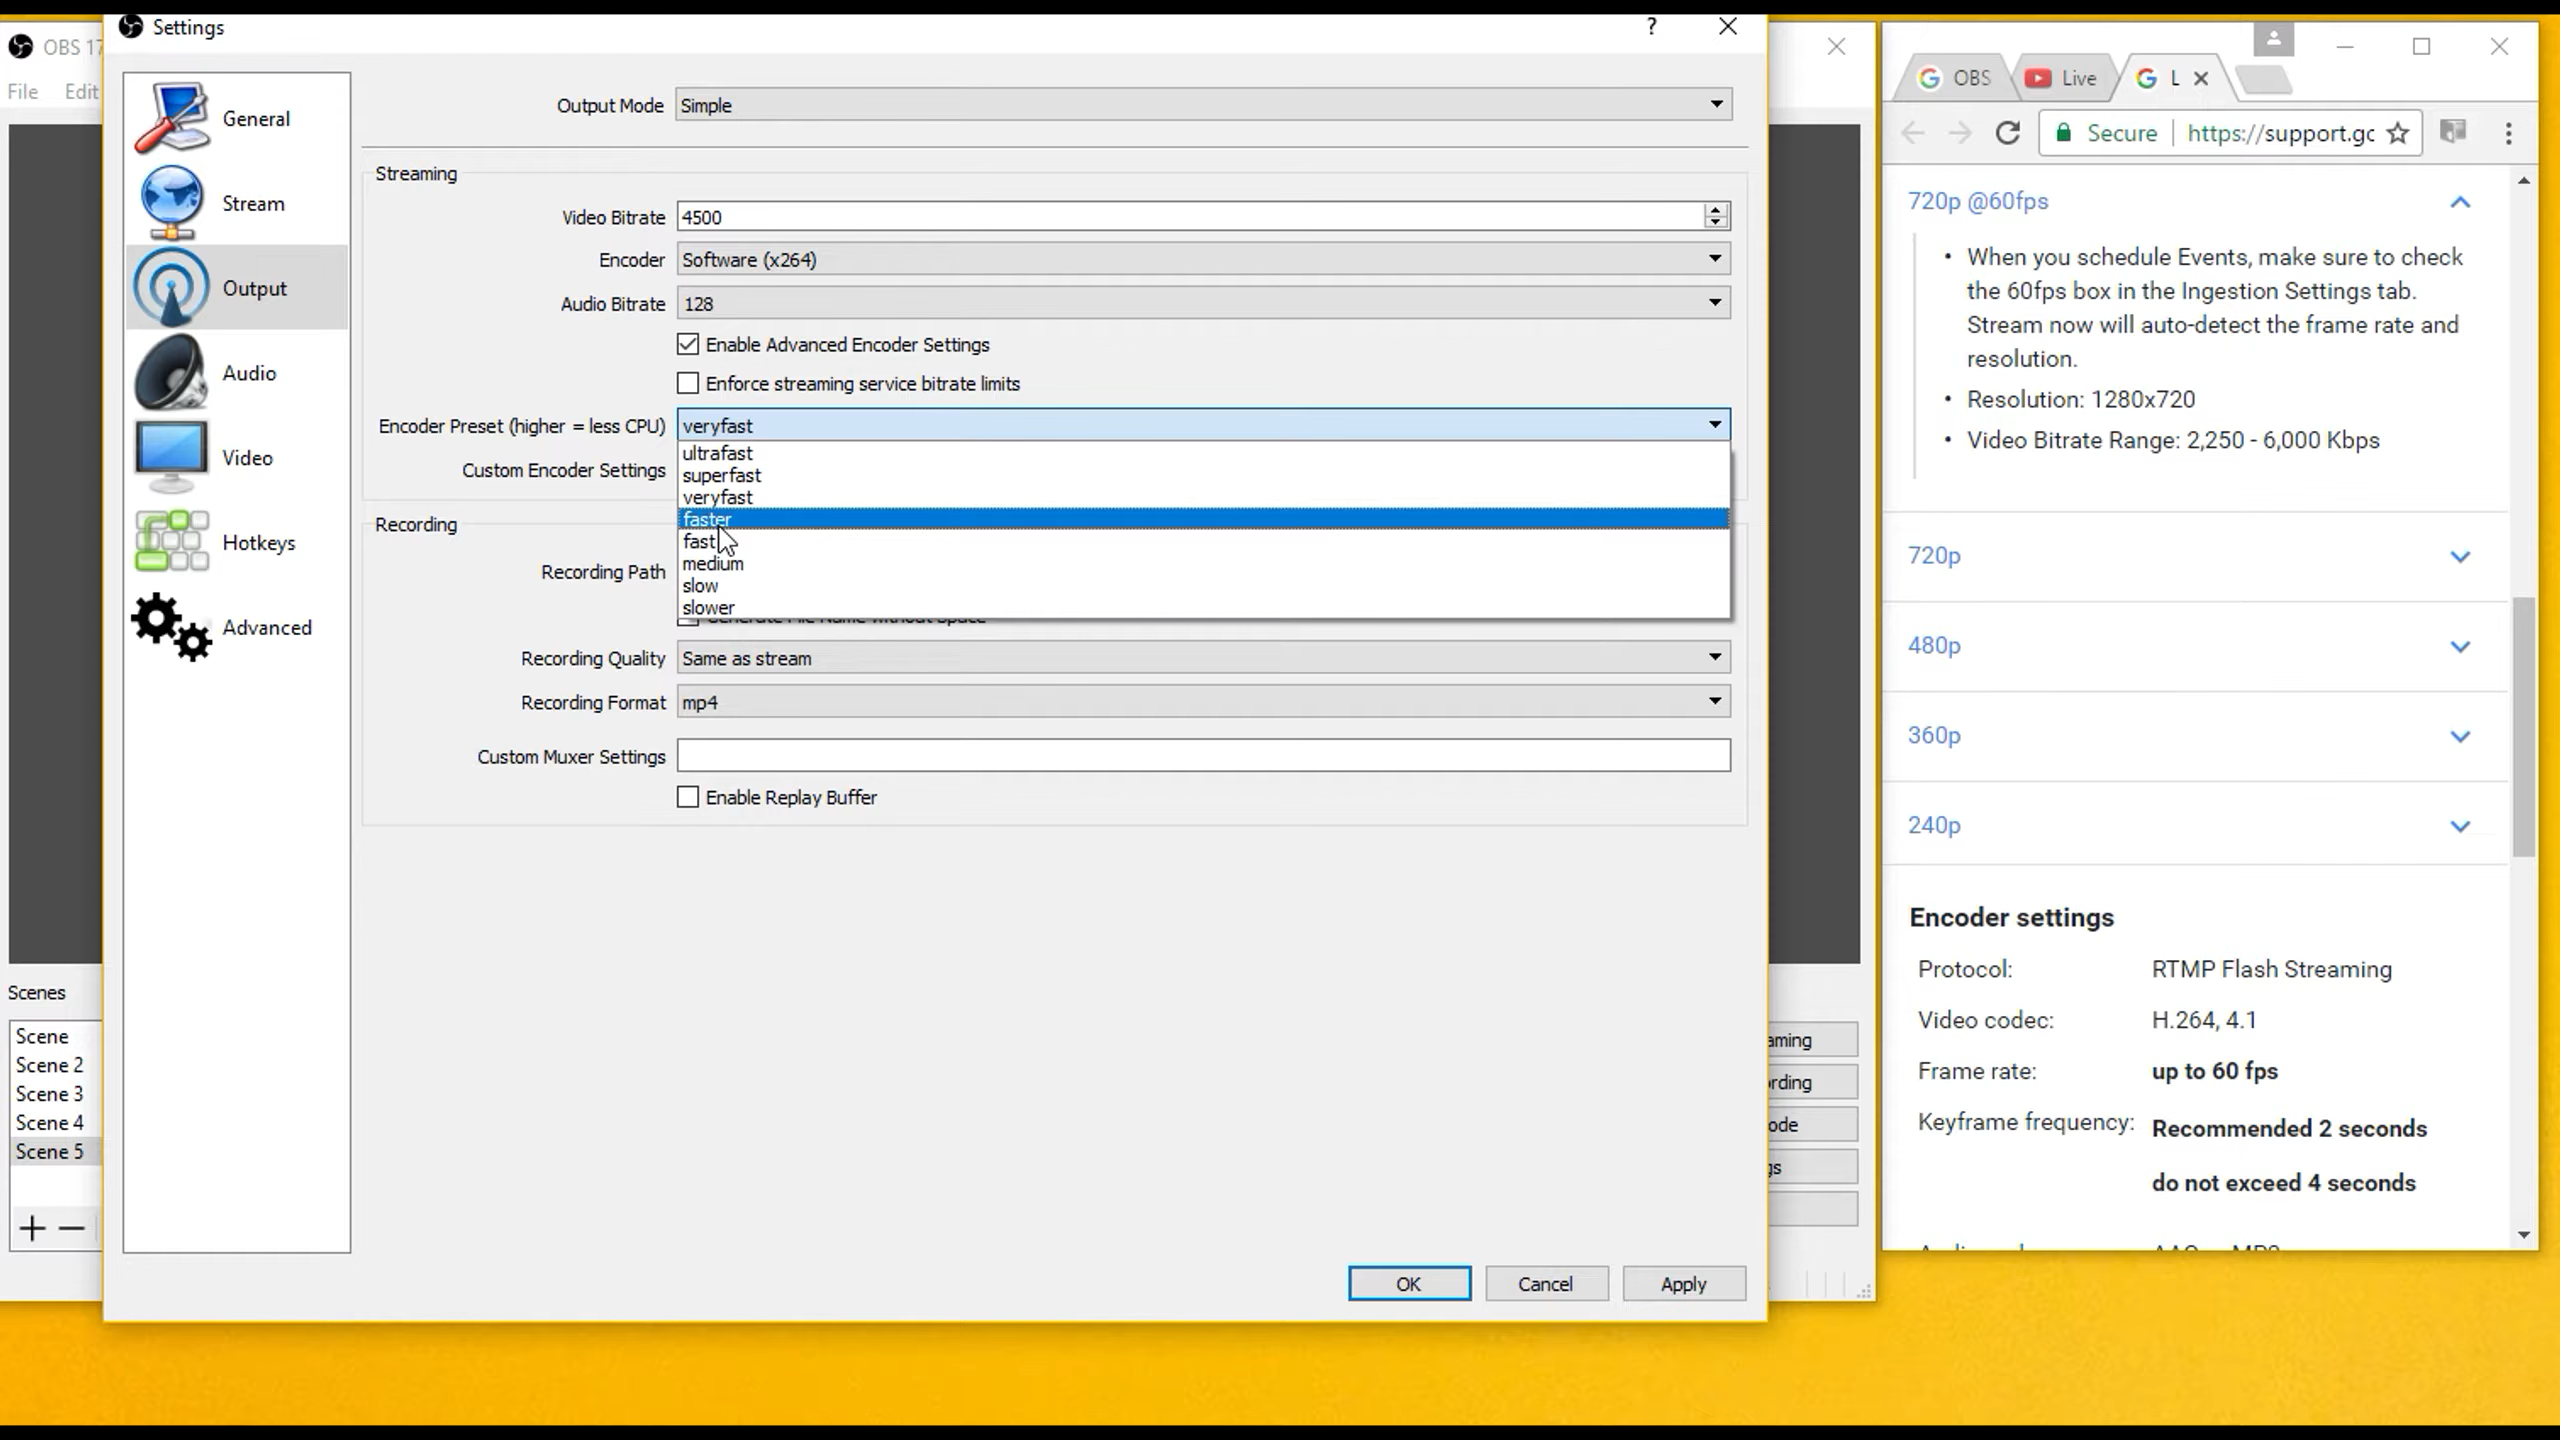 Settings
?
OBS 17
File Edit
General
Stream
Output
Audio
Video
Hotkeys
Advanced
Output Mode Simple
Streaming
Video Bitrate 4500
Encoder Software (x264)
Audio Bitrate 128
Enable Advanced Encoder Settings
Enforce streaming service bitrate limits
Encoder Preset (higher = less CPU) veryfast
ultrafast
superfast
Custom Encoder Settings
veryfast
faster
Recording
fast
medium
Recording Path
slow
slower
Generate File Name without Space
Recording Quality Same as stream
Recording Format mp4
Custom Muxer Settings
Enable Replay Buffer
Scenes
Scene
Scene 2
Scene 3
Scene 4
Scene 5
aming
rding
ode
gs
OK Cancel Apply
OBS Live L
Secure https://support.gc
720p @60fps
• When you schedule Events, make sure to check
the 60fps box in the Ingestion Settings tab.
Stream now will auto-detect the frame rate and
resolution.
• Resolution: 1280x720
• Video Bitrate Range: 2,250 - 6,000 Kbps
720p
480p
360p
240p
Encoder settings
Protocol: RTMP Flash Streaming
Video codec: H.264, 4.1
Frame rate: up to 60 fps
Keyframe frequency: Recommended 2 seconds
do not exceed 4 seconds